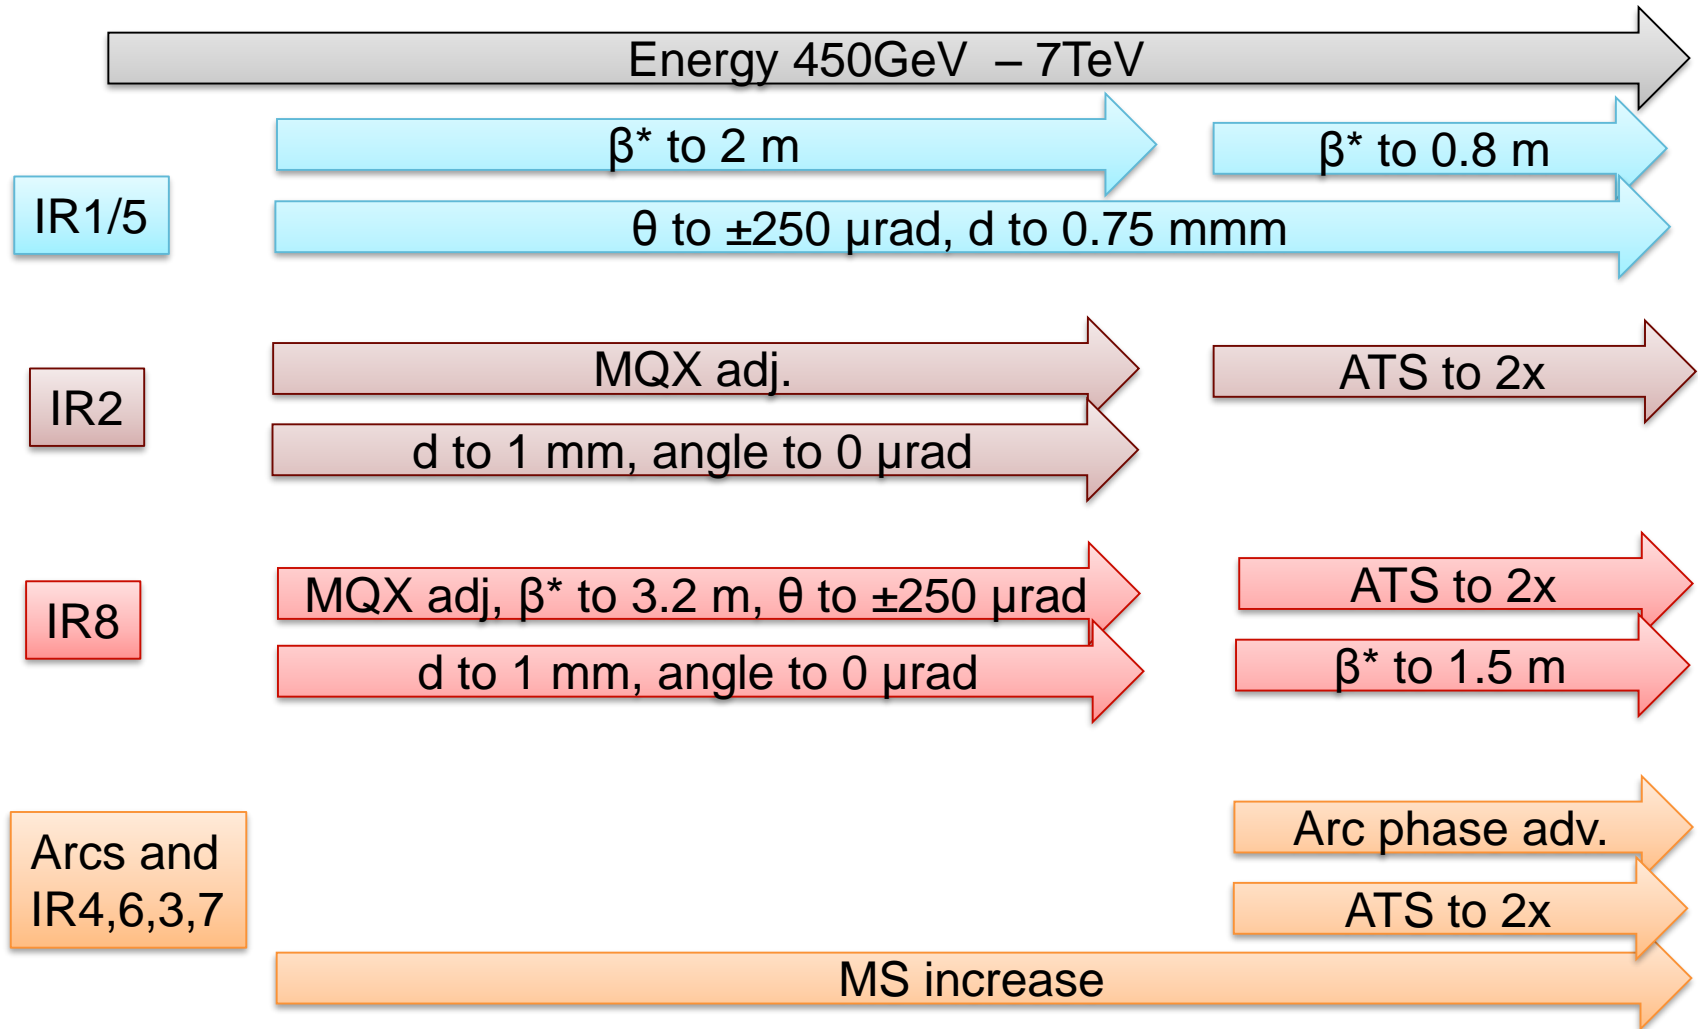 Energy 450GeV – 7TeV
β* to 2 m
β* to 0.8 m
IR1/5
θ to ±250 μrad, d to 0.75 mmm
MQX adj.
ATS to 2x
IR2
d to 1 mm, angle to 0 μrad
MQX adj, β* to 3.2 m, θ to ±250 μrad
ATS to 2x
IR8
d to 1 mm, angle to 0 μrad
β* to 1.5 m
Arc phase adv.
Arcs and
IR4,6,3,7
ATS to 2x
MS increase